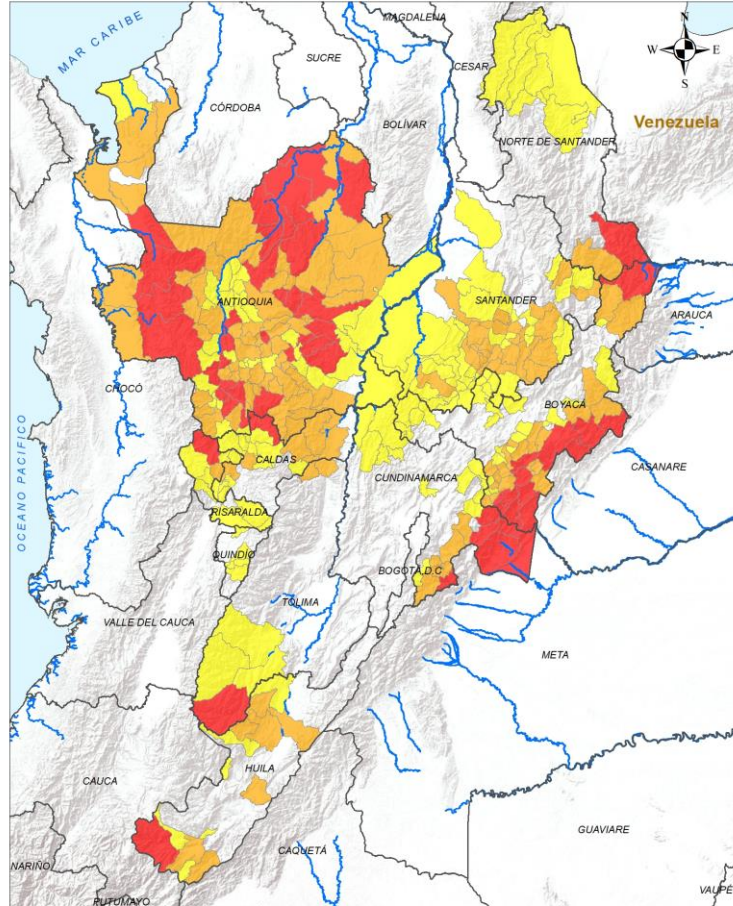 MAGDALENA
N
MAR CARIBE
SUCRE
W
E
CESAR
S
CÓRDOBA
BOLÍVAR
Venezuela
NORTE DE SANTANDER
ANTIOQUIA
SANTANDER
ARAUCA
CHOCÓ
BOYACÁ
OCEANO PACIFICO
CALDAS
CUNDINAMARCA
CASANARE
RISARALDA
QUINDÍO
BOGOTÁ,D.C
TOLIMA
VALLE DEL CAUCA
META
HUILA
CAUCA
GUAVIARE
CAQUETÁ
NARIÑO
PUTUMAYO
VAUPÉ